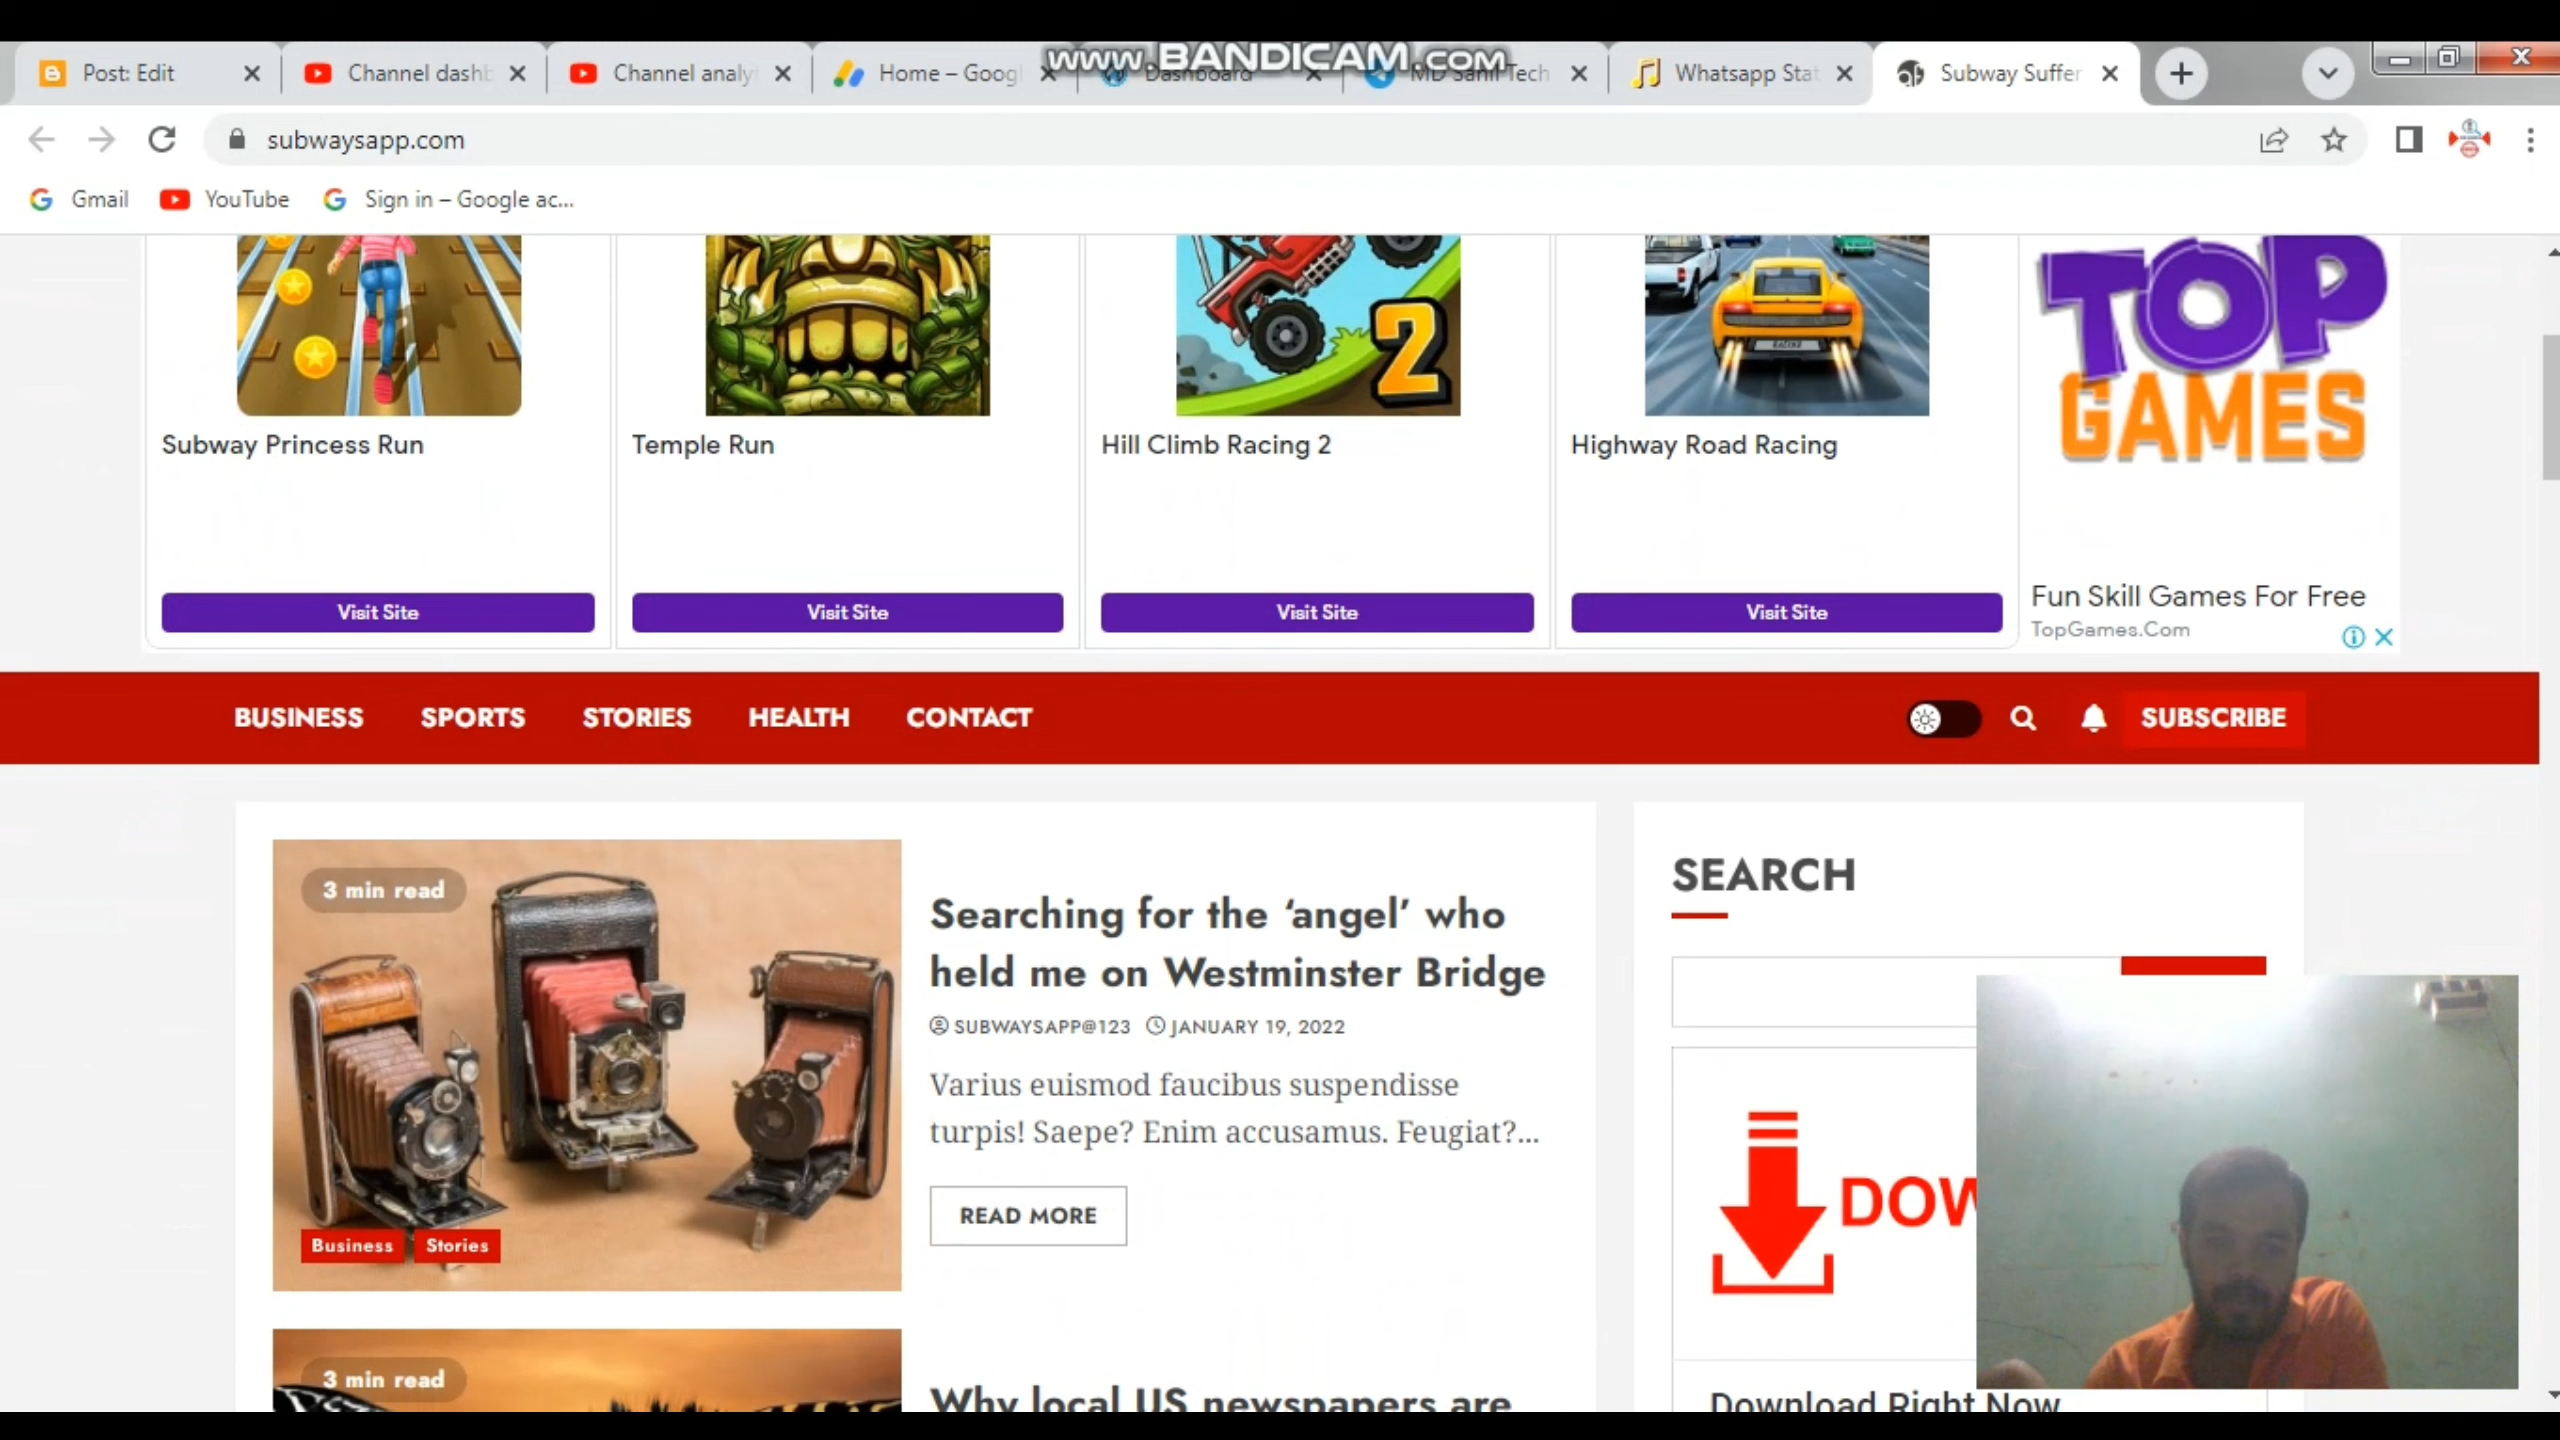 www.BANDICAM.com
Post: Edit
Channel dashb
Channel analy
Home – Googl
Dashboard
MD Sahil Tech
Whatsapp Stat
Subway Suffer
subwaysapp.com
Gmail
YouTube
Sign in – Google ac...
2
TOP
GAMES
Subway Princess Run
Temple Run
Hill Climb Racing 2
Highway Road Racing
Visit Site
Visit Site
Visit Site
Visit Site
Fun Skill Games For Free
TopGames.Com
BUSINESS
SPORTS
STORIES
HEALTH
CONTACT
SUBSCRIBE
3 min read
Business
Stories
Searching for the ‘angel’ who
held me on Westminster Bridge
SUBWAYSAPP@123
JANUARY 19, 2022
Varius euismod faucibus suspendisse
turpis! Saepe? Enim accusamus. Feugiat?...
READ MORE
SEARCH
DOW
Download Right Now
3 min read
Why local US newspapers are